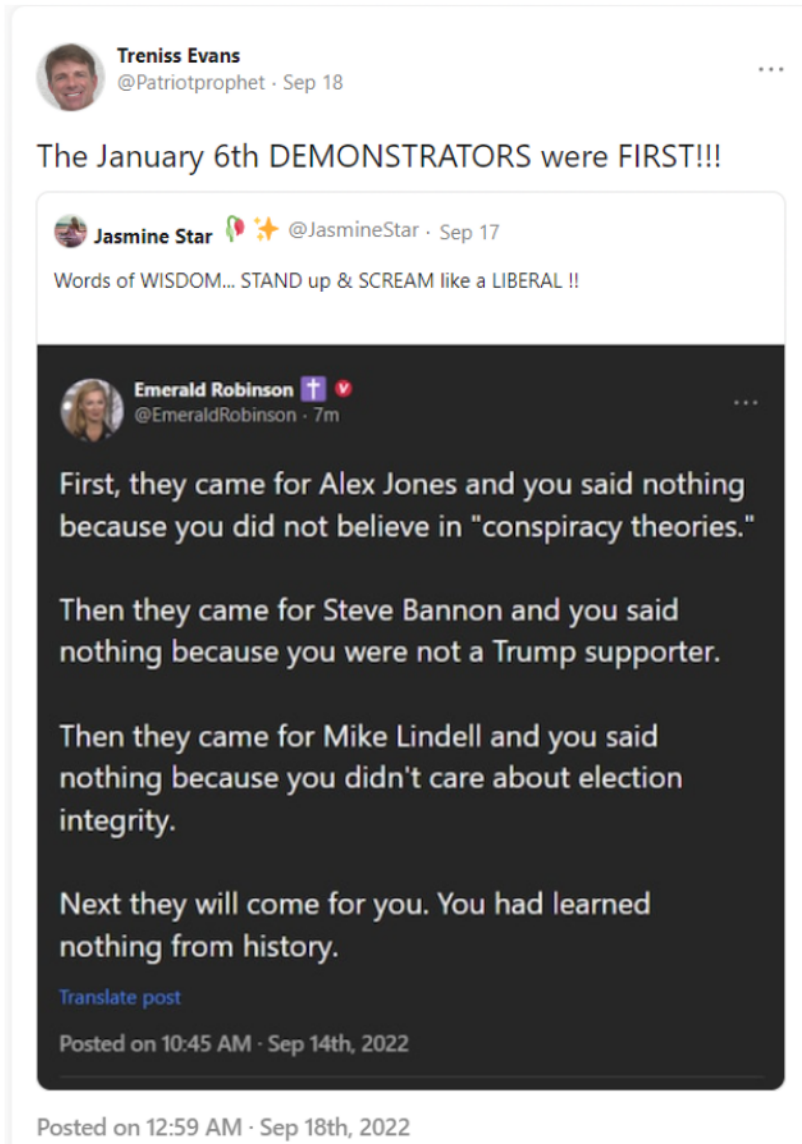 Treniss Evans
@Patriotprophet · Sep 18
The January 6th DEMONSTRATORS were FIRST!!!
Jasmine Star @JasmineStar · Sep 17
Words of WISDOM... STAND up & SCREAM like a LIBERAL !!
Emerald Robinson
@EmeraldRobinson · 7m
First, they came for Alex Jones and you said nothing
because you did not believe in "conspiracy theories."
Then they came for Steve Bannon and you said
nothing because you were not a Trump supporter.
Then they came for Mike Lindell and you said
nothing because you didn't care about election
integrity.
Next they will come for you. You had learned
nothing from history.
Translate post
Posted on 10:45 AM · Sep 14th, 2022
Posted on 12:59 AM · Sep 18th, 2022